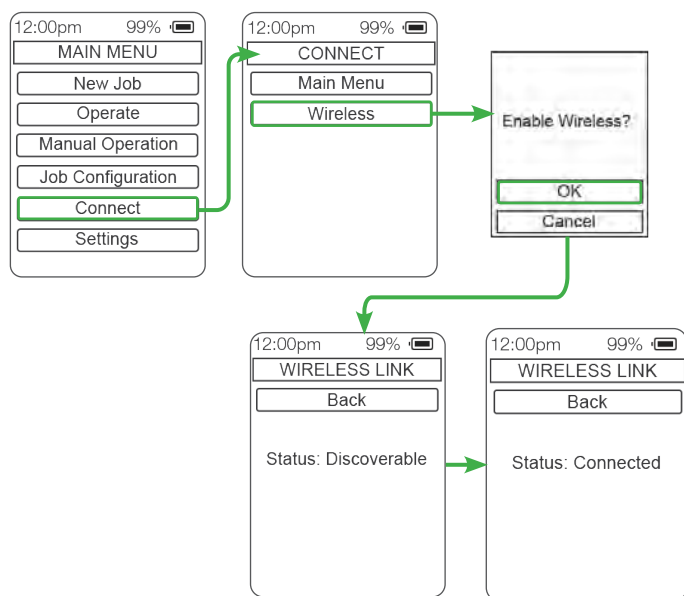 12:00pm 99%
MAIN MENU
New Job
Operate
Manual Operation
Job Configuration
Connect
Settings
12:00pm 99%
CONNECT
Main Menu
Wireless
Enable Wireless?
OK
Cancel
12:00pm 99%
WIRELESS LINK
Back
Status: Discoverable
12:00pm 99%
WIRELESS LINK
Back
Status: Connected